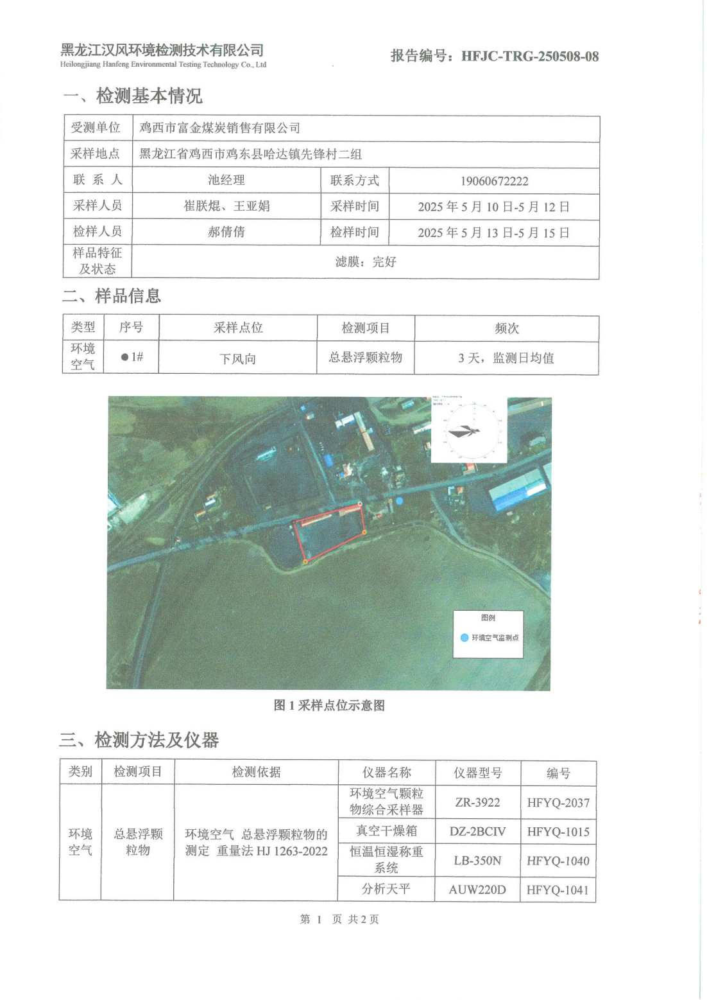 黑龙江汉风环境检测技术有限公司
Heilongjiang Hanfeng Environmental Testing Technology Co., Ltd
报告编号：HFJC-TRG-250508-08
一、检测基本情况
受测单位 鸡西市富金煤炭销售有限公司
采样地点 黑龙江省鸡西市鸡东县哈达镇先锋村二组
联 系 人 池经理 联系方式 19060672222
采样人员 崔朕焜、王亚娟 采样时间 2025 年 5 月 10 日-5 月 12 日
检样人员 郝倩倩 检样时间 2025 年 5 月 13 日-5 月 15 日
样品特征
及状态
滤膜：完好
二、样品信息
类型 序号 采样点位 检测项目 频次
环境
空气
●1# 下风向 总悬浮颗粒物 3 天，监测日均值
图例
环境空气监测点
图 1 采样点位示意图
三、检测方法及仪器
类别 检测项目 检测依据 仪器名称 仪器型号 编号
环境
空气
总悬浮颗
粒物
环境空气 总悬浮颗粒物的
测定 重量法 HJ 1263-2022
环境空气颗粒
物综合采样器
ZR-3922 HFYQ-2037
真空干燥箱 DZ-2BCIV HFYQ-1015
恒温恒湿称重
系统
LB-350N HFYQ-1040
分析天平 AUW220D HFYQ-1041
第 1 页 共 2 页